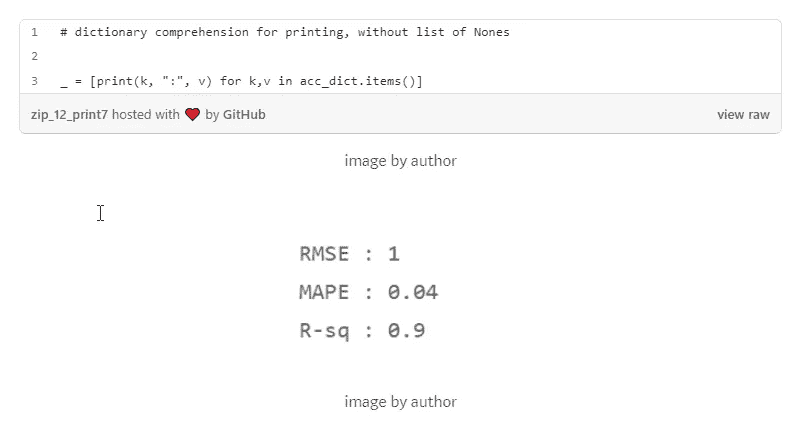 1 # dictionary comprehension for printing, without list of Nones
2
3 _ = [print(k, ":", v) for k,v in acc_dict.items()]
zip_12_print7 hosted with ❤ by GitHub view raw
image by author
RMSE : 1
MAPE : 0.04
R-sq : 0.9
image by author